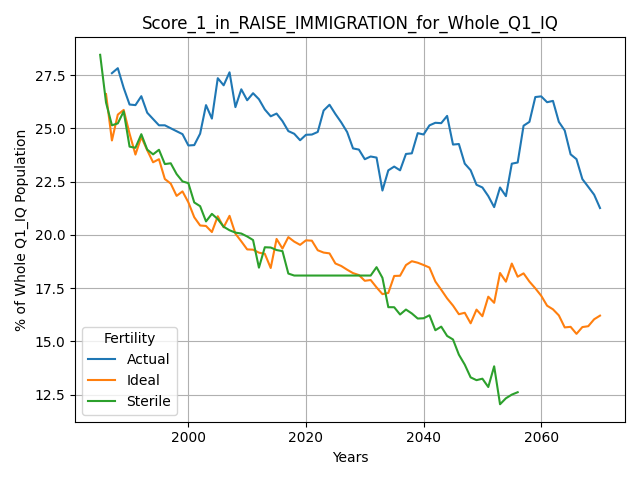 Score_1_in_RAISE_IMMIGRATION_for_Whole_Q1_IQ
% of Whole Q1_IQ Population
27.5
25.0
22.5
20.0
17.5
15.0
12.5
Fertility
Actual
Ideal
Sterile
2000
2020
2040
2060
Years